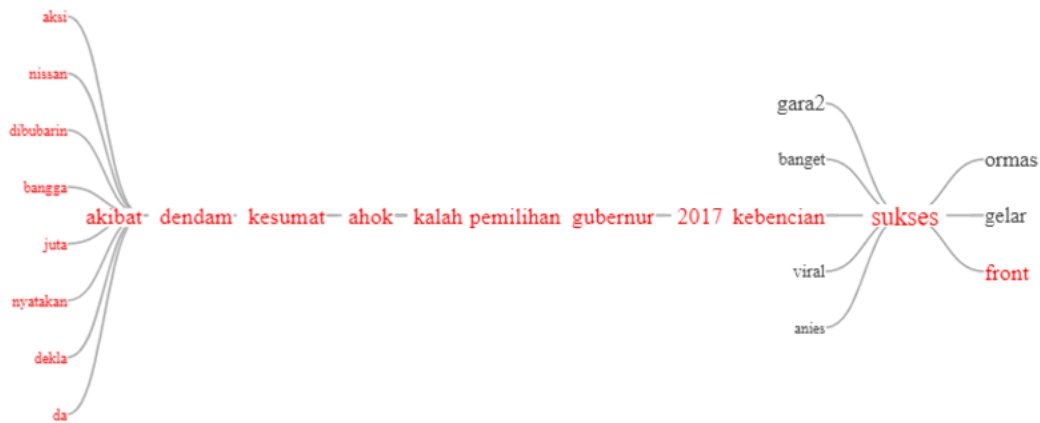 aksi
nissan
dibubarin
bangga
akibat dendam kesumat ahok kalah pemilihan gubernur 2017 kebencian sukses
juta
nyatakan
dekla
da
gara2
banget
viral
anies
ormas
gelar
front